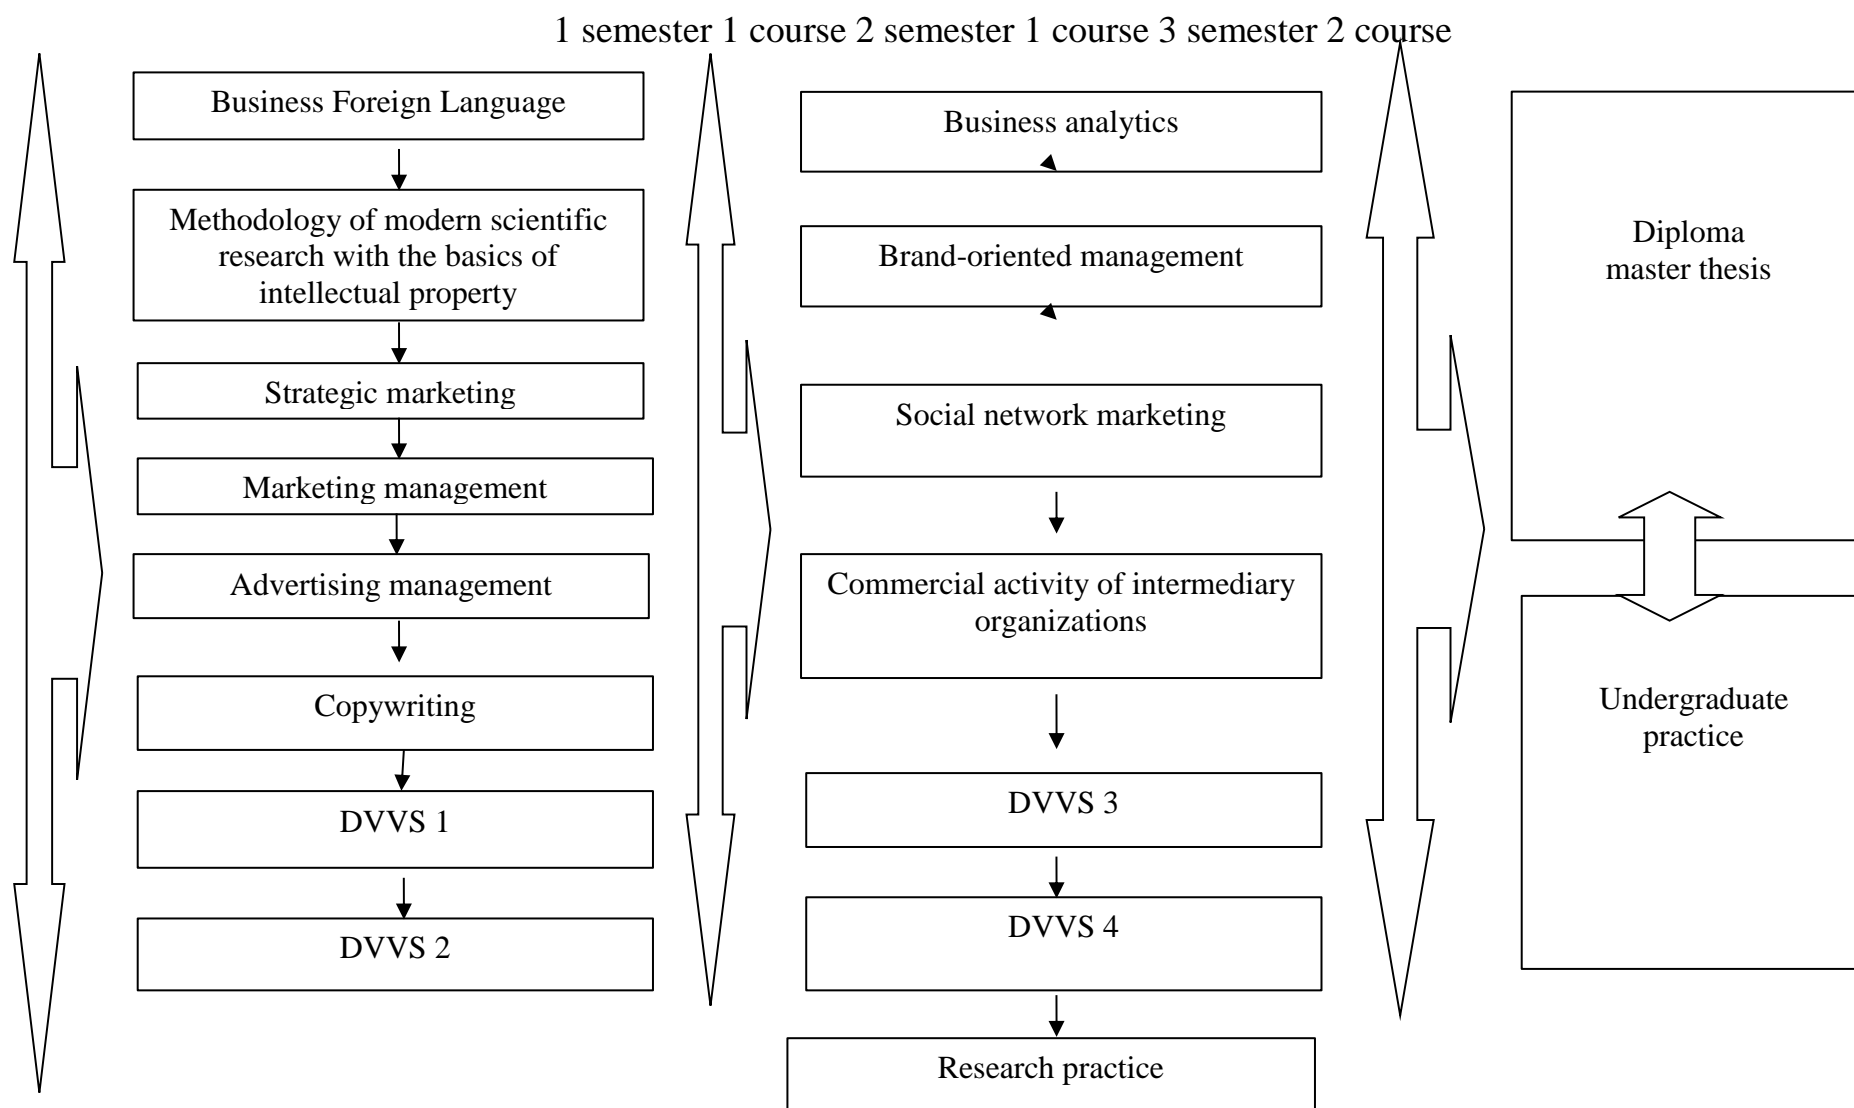 1 semester 1 course 2 semester 1 course 3 semester 2 course
Business Foreign Language
Methodology of modern scientific
research with the basics of
intellectual property
Strategic marketing
Marketing management
Advertising management
Copywriting
DVVS 1
DVVS 2
Business analytics
Brand-oriented management
Social network marketing
Commercial activity of intermediary
organizations
DVVS 3
DVVS 4
Research practice
Diploma
master thesis
Undergraduate
practice